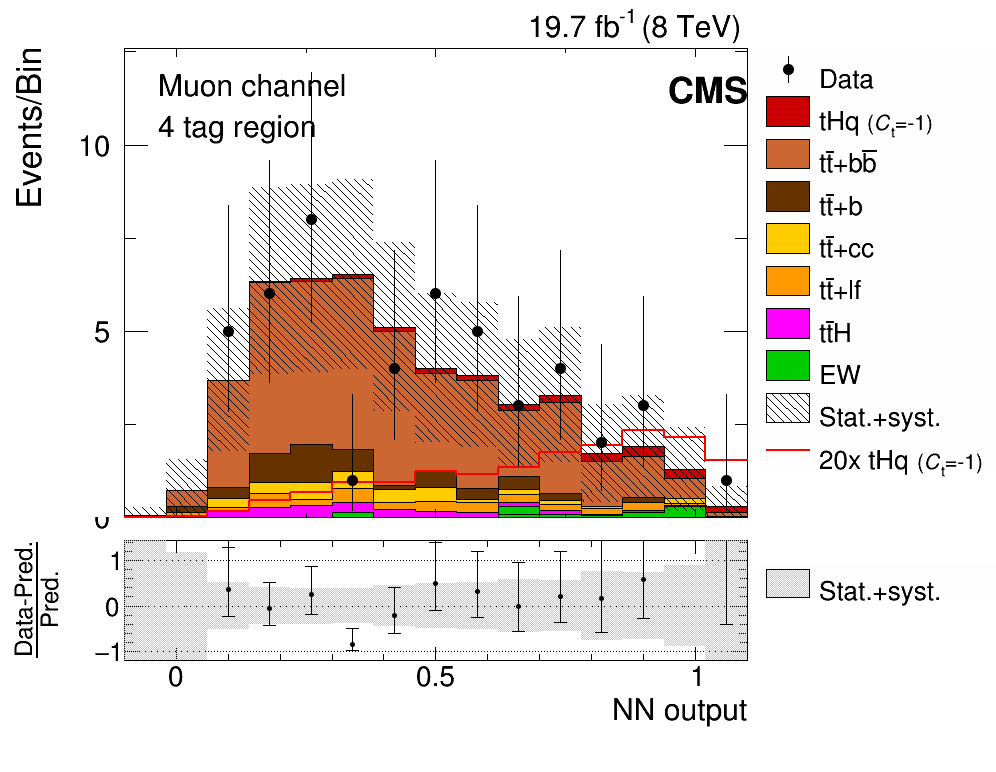 19.7 fb⁻¹ (8 TeV)
Events/Bin
Muon channel
CMS
4 tag region
10
5
0
Data
tHq (Cₜ=-1)
tt̄+bb̄
tt̄+b
tt̄+cc
tt̄+lf
tt̄H
EW
Stat.+syst.
20x tHq (Cₜ=-1)
Data-Pred.
Pred.
1
0
−1
Stat.+syst.
0
0.5
1
NN output